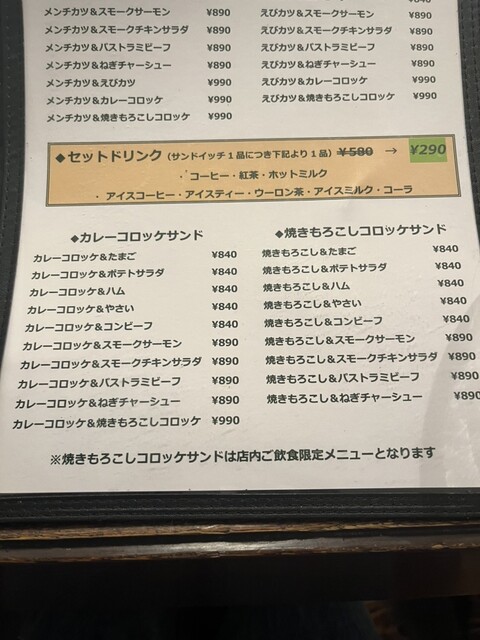 メンチカツ＆スモークサーモン ¥890
メンチカツ＆スモークチキンサラダ ¥890
メンチカツ＆パストラミビーフ ¥890
メンチカツ＆ねぎチャーシュー ¥890
メンチカツ＆えびカツ ¥990
メンチカツ＆カレーコロッケ ¥990
メンチカツ＆焼きもろこしコロッケ ¥990
えびカツ＆スモークサーモン ¥890
えびカツ＆スモークチキンサラダ ¥890
えびカツ＆パストラミビーフ ¥890
えびカツ＆ねぎチャーシュー ¥890
えびカツ＆カレーコロッケ ¥990
えびカツ＆焼きもろこしコロッケ ¥990
◆セットドリンク（サンドイッチ１品につき下記より１品）¥580 → ¥290
・コーヒー・紅茶・ホットミルク
・アイスコーヒー・アイスティー・ウーロン茶・アイスミルク・コーラ
◆カレーコロッケサンド
カレーコロッケ＆たまご ¥840
カレーコロッケ＆ポテトサラダ ¥840
カレーコロッケ＆ハム ¥840
カレーコロッケ＆やさい ¥840
カレーコロッケ＆コンビーフ ¥840
カレーコロッケ＆スモークサーモン ¥890
カレーコロッケ＆スモークチキンサラダ ¥890
カレーコロッケ＆パストラミビーフ ¥890
カレーコロッケ＆ねぎチャーシュー ¥890
カレーコロッケ＆焼きもろこしコロッケ ¥990
◆焼きもろこしコロッケサンド
焼きもろこし＆たまご ¥840
焼きもろこし＆ポテトサラダ ¥840
焼きもろこし＆ハム ¥840
焼きもろこし＆やさい ¥840
焼きもろこし＆コンビーフ ¥840
焼きもろこし＆スモークサーモン ¥890
焼きもろこし＆スモークチキンサラダ ¥890
焼きもろこし＆パストラミビーフ ¥890
焼きもろこし＆ねぎチャーシュー ¥890
※焼きもろこしコロッケサンドは店内ご飲食限定メニューとなります